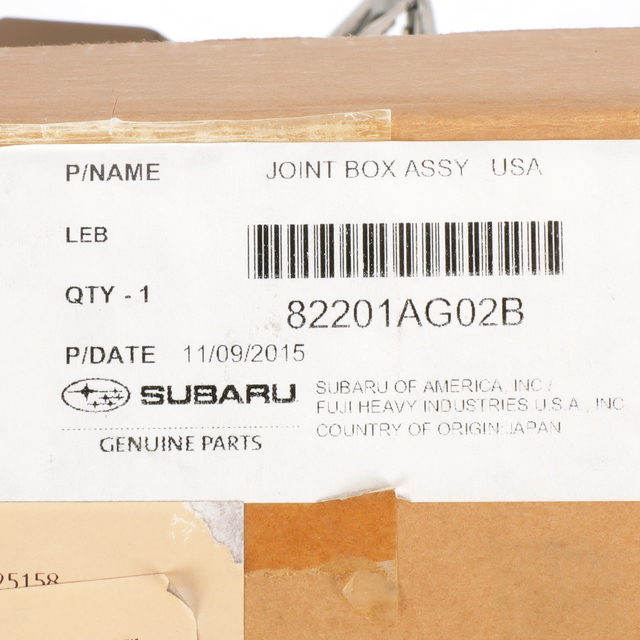 P/NAME JOINT BOX ASSY USA
LEB
QTY - 1
82201AG02B
P/DATE 11/09/2015
SUBARU
GENUINE PARTS
SUBARU OF AMERICA, INC /
FUJI HEAVY INDUSTRIES U.S.A., INC
COUNTRY OF ORIGIN:JAPAN
25158